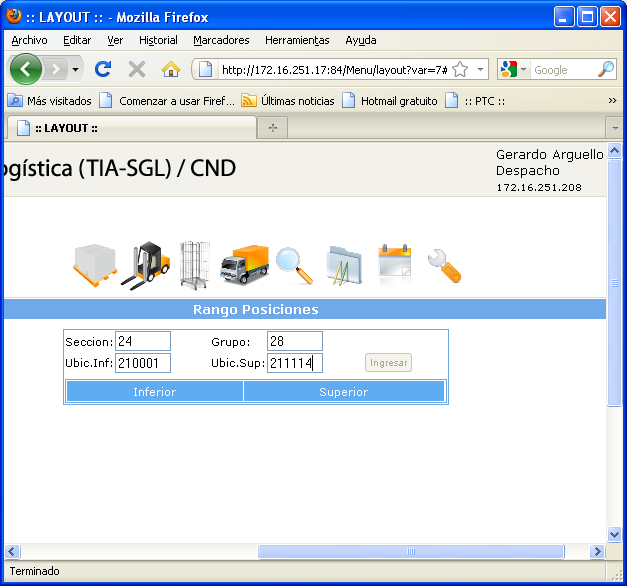 :: LAYOUT :: - Mozilla Firefox
Archivo Editar Ver Historial Marcadores Herramientas Ayuda
http://172.16.251.17:84/Menu/layout?var=7# Google
Más visitados Comenzar a usar Firef... Últimas noticias Hotmail gratuito :: PTC :: »
:: LAYOUT ::
ogística (TIA-SGL) / CND
Gerardo Arguello
Despacho
172.16.251.208
Rango Posiciones
Seccion: 24 Grupo: 28
Ubic.Inf: 210001 Ubic.Sup: 211114 Ingresar
Inferior Superior
Terminado